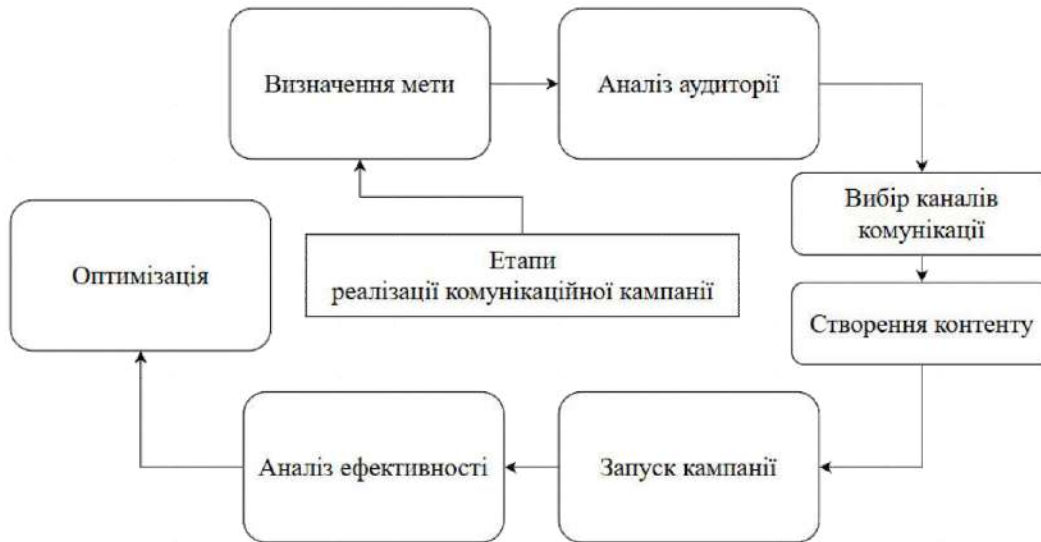 Визначення мети
Аналіз аудиторії
Вибір каналів
комунікації
Етапи
реалізації комунікаційної кампанії
Оптимізація
Створення контенту
Аналіз ефективності
Запуск кампанії